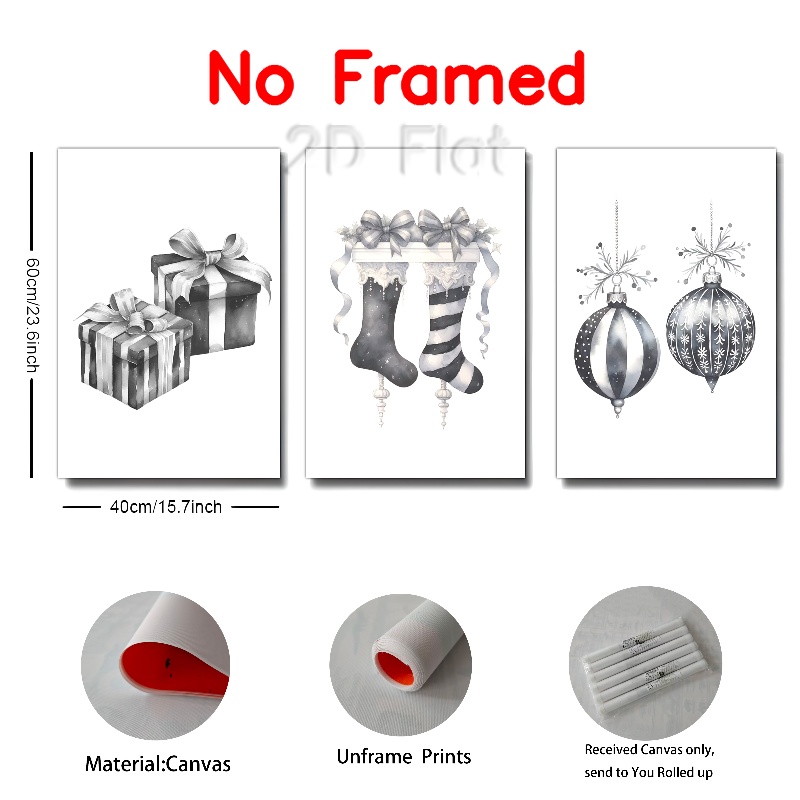 No Framed
2D Flat
60cm/23.6inch
40cm/15.7inch
Material:Canvas
Unframe Prints
Received Canvas only,
send to You Rolled up